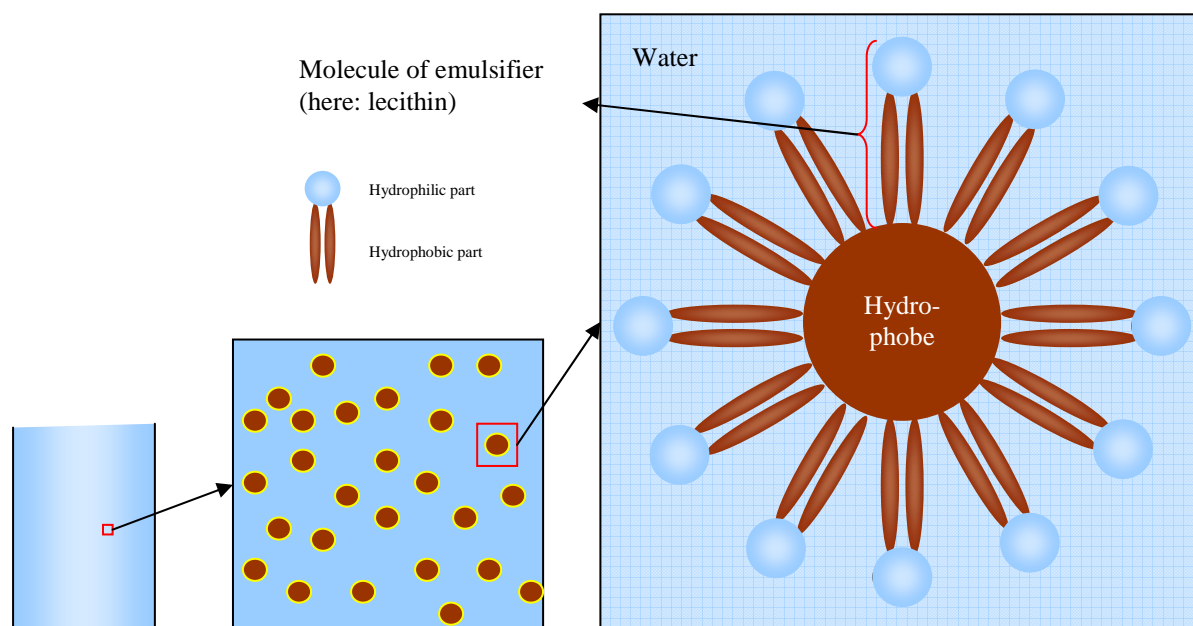 Molecule of emulsifier
(here: lecithin)
Hydrophilic part
Hydrophobic part
Water
Hydro-
phobe